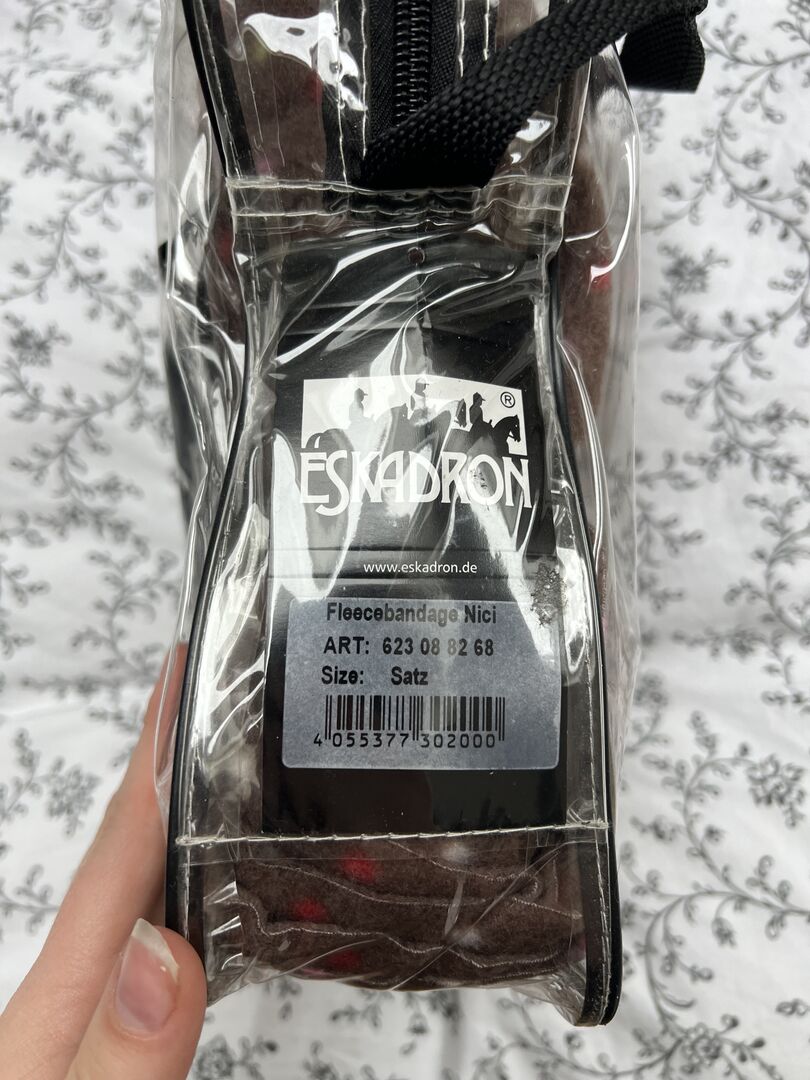 ®
ESKADRON
www.eskadron.de
Fleecebandage Nici
ART: 623 08 82 68
Size: Satz
4 055377 302000